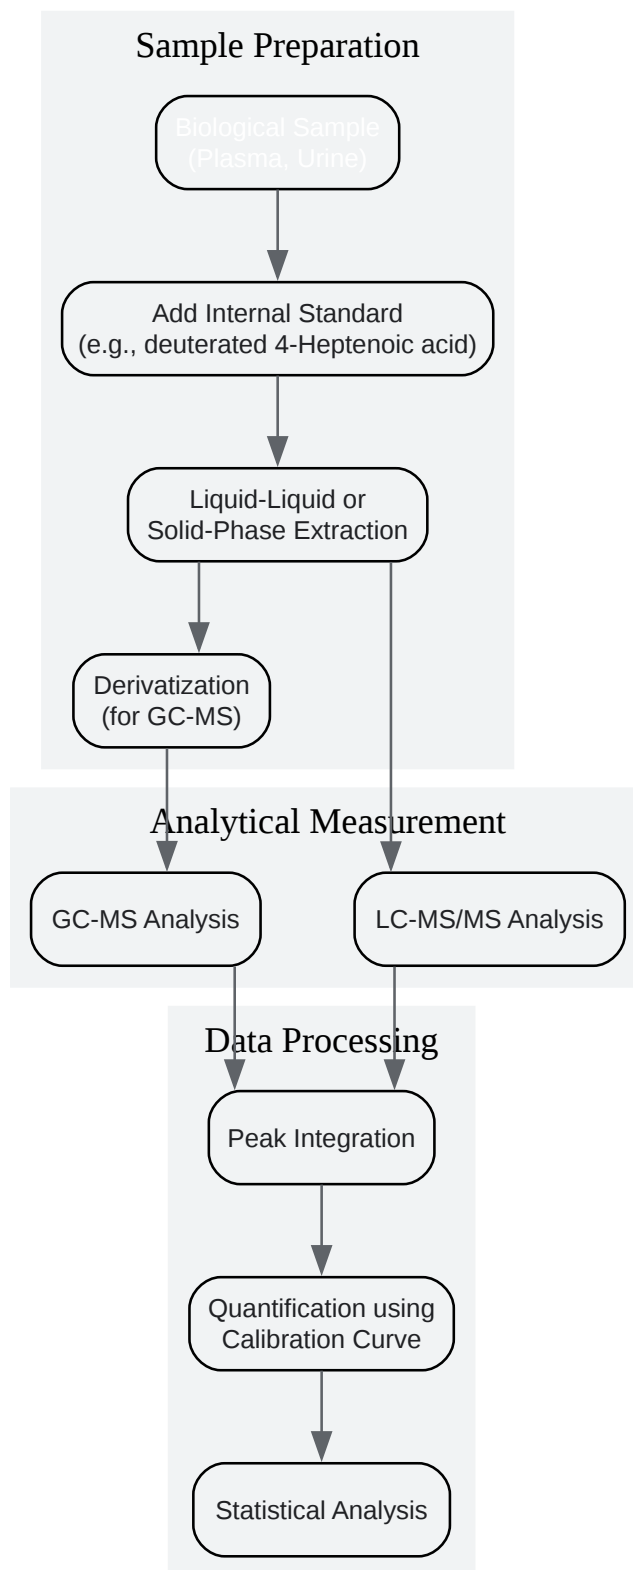 Sample Preparation
Biological Sample
(Plasma, Urine)
Add Internal Standard
(e.g., deuterated 4-Heptenoic acid)
Liquid-Liquid or
Solid-Phase Extraction
Derivatization
(for GC-MS)
Analytical Measurement
GC-MS Analysis
LC-MS/MS Analysis
Data Processing
Peak Integration
Quantification using
Calibration Curve
Statistical Analysis